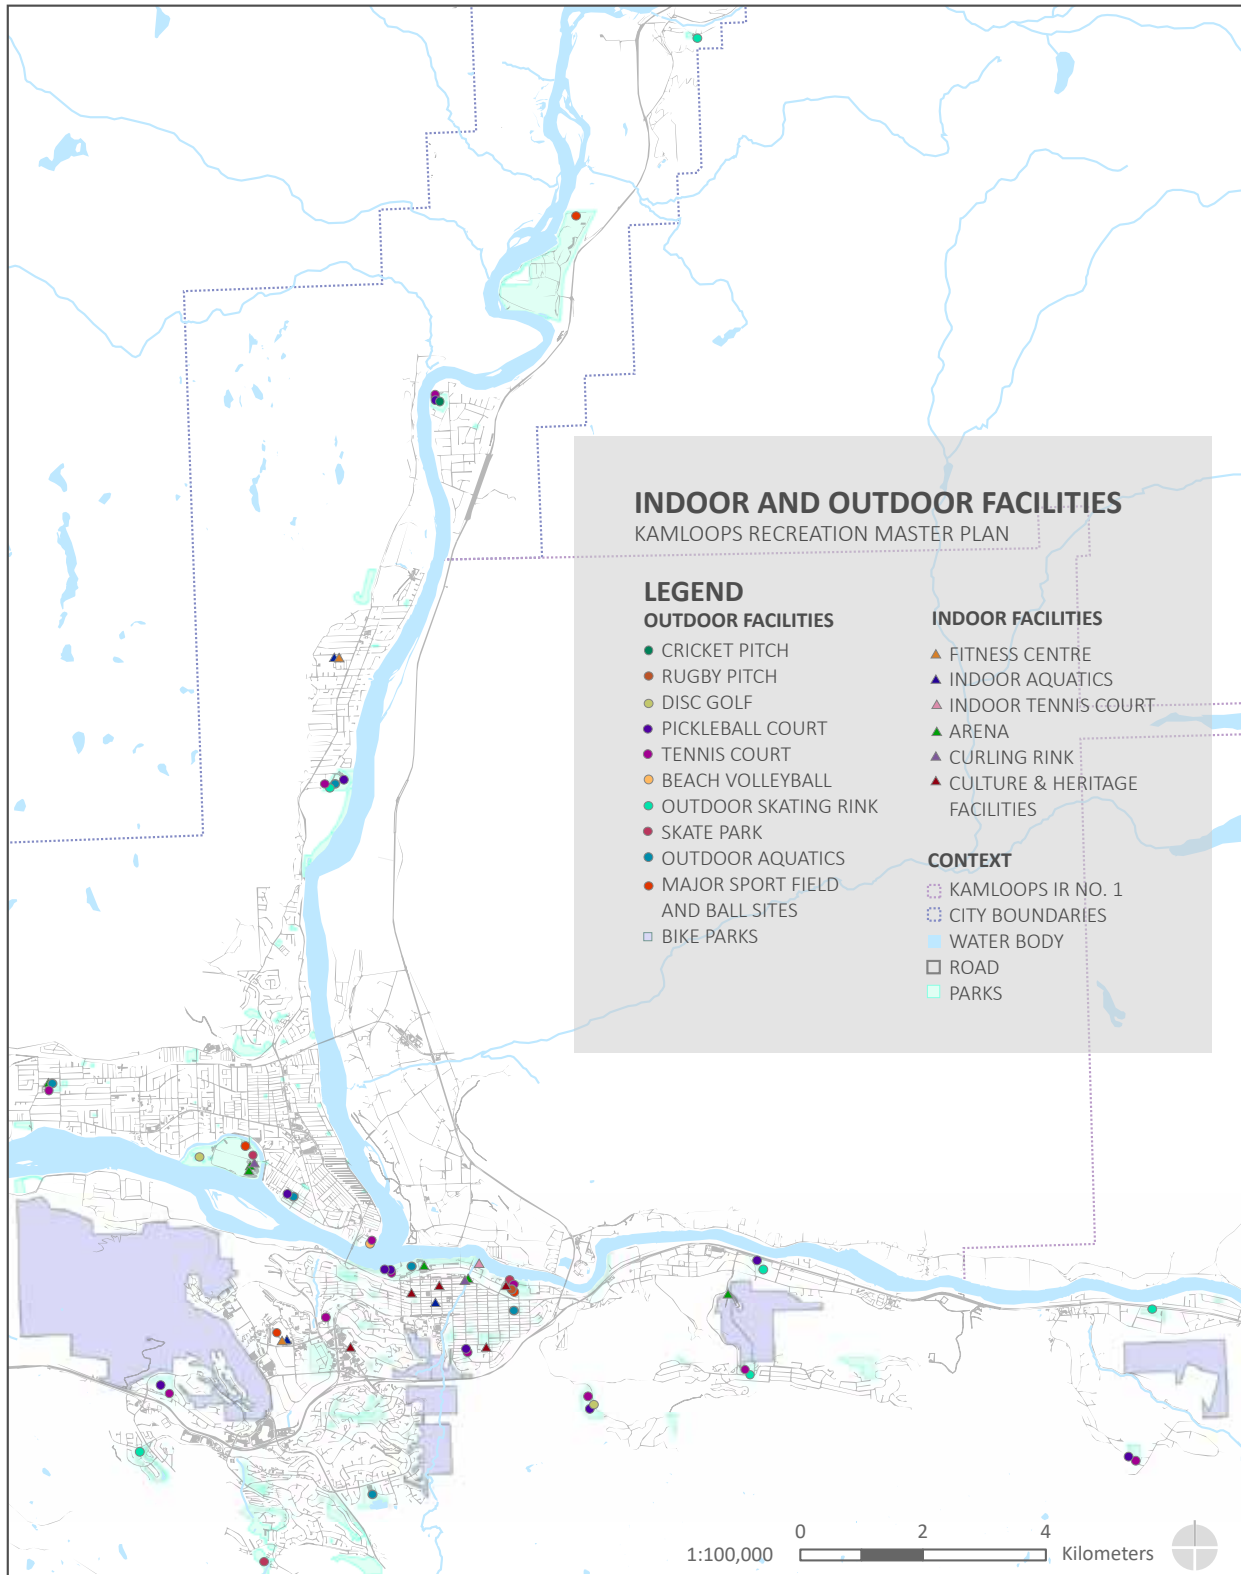 INDOOR AND OUTDOOR FACILITIES
KAMLOOPS RECREATION MASTER PLAN
LEGEND
OUTDOOR FACILITIES
CRICKET PITCH
RUGBY PITCH
DISC GOLF
PICKLEBALL COURT
TENNIS COURT
BEACH VOLLEYBALL
OUTDOOR SKATING RINK
SKATE PARK
OUTDOOR AQUATICS
MAJOR SPORT FIELD
AND BALL SITES
BIKE PARKS
INDOOR FACILITIES
FITNESS CENTRE
INDOOR AQUATICS
INDOOR TENNIS COURT
ARENA
CURLING RINK
CULTURE & HERITAGE
FACILITIES
CONTEXT
KAMLOOPS IR NO. 1
CITY BOUNDARIES
WATER BODY
ROAD
PARKS
0 2 4
1:100,000 Kilometers